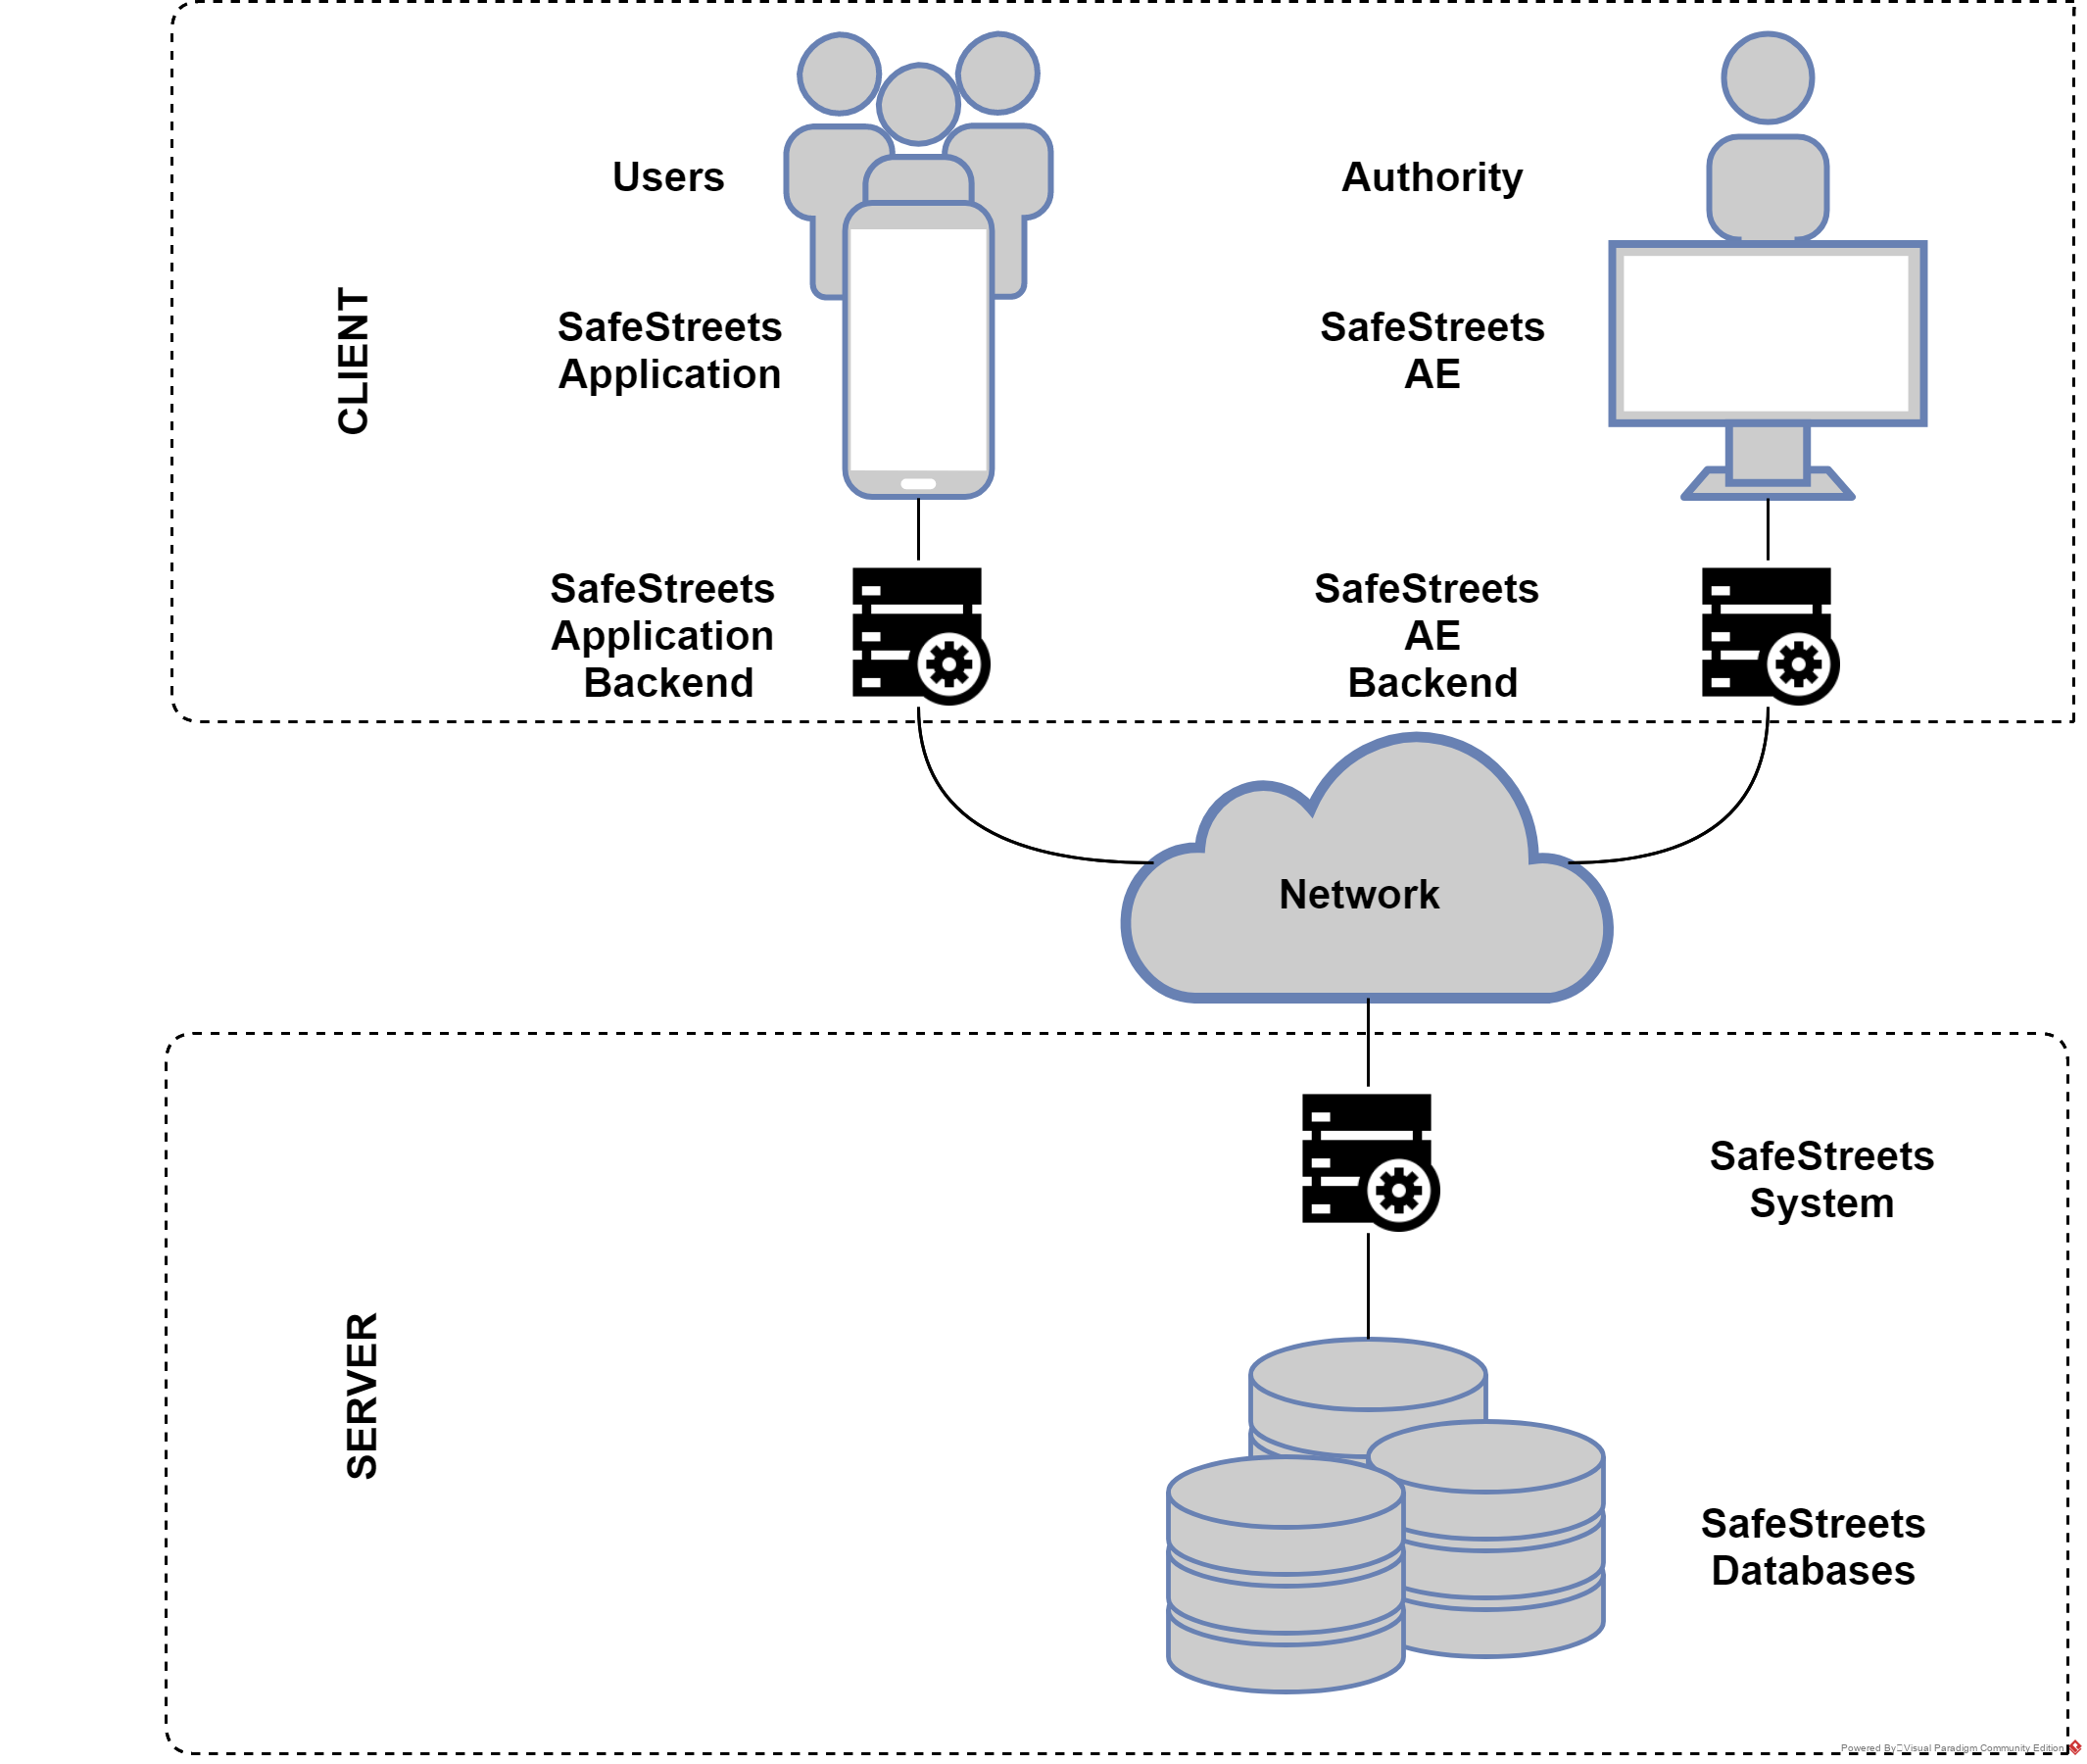 Users
Authority
CLIENT
SafeStreets
Application
SafeStreets
AE
SafeStreets
Application
Backend
SafeStreets
AE
Backend
Network
SafeStreets
System
SERVER
SafeStreets
Databases
Powered By Visual Paradigm Community Edition